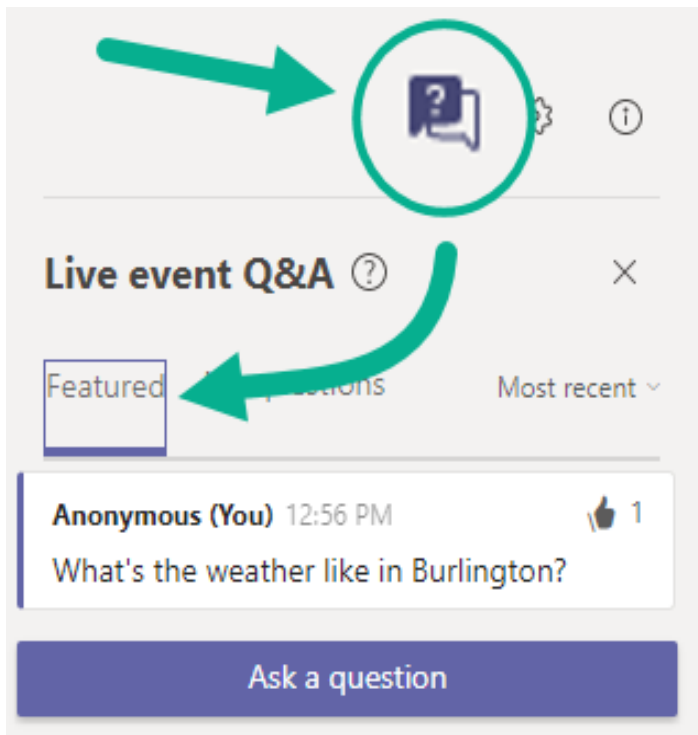 Live event Q&A
Featured
Most recent
Anonymous (You) 12:56 PM
1
What's the weather like in Burlington?
Ask a question